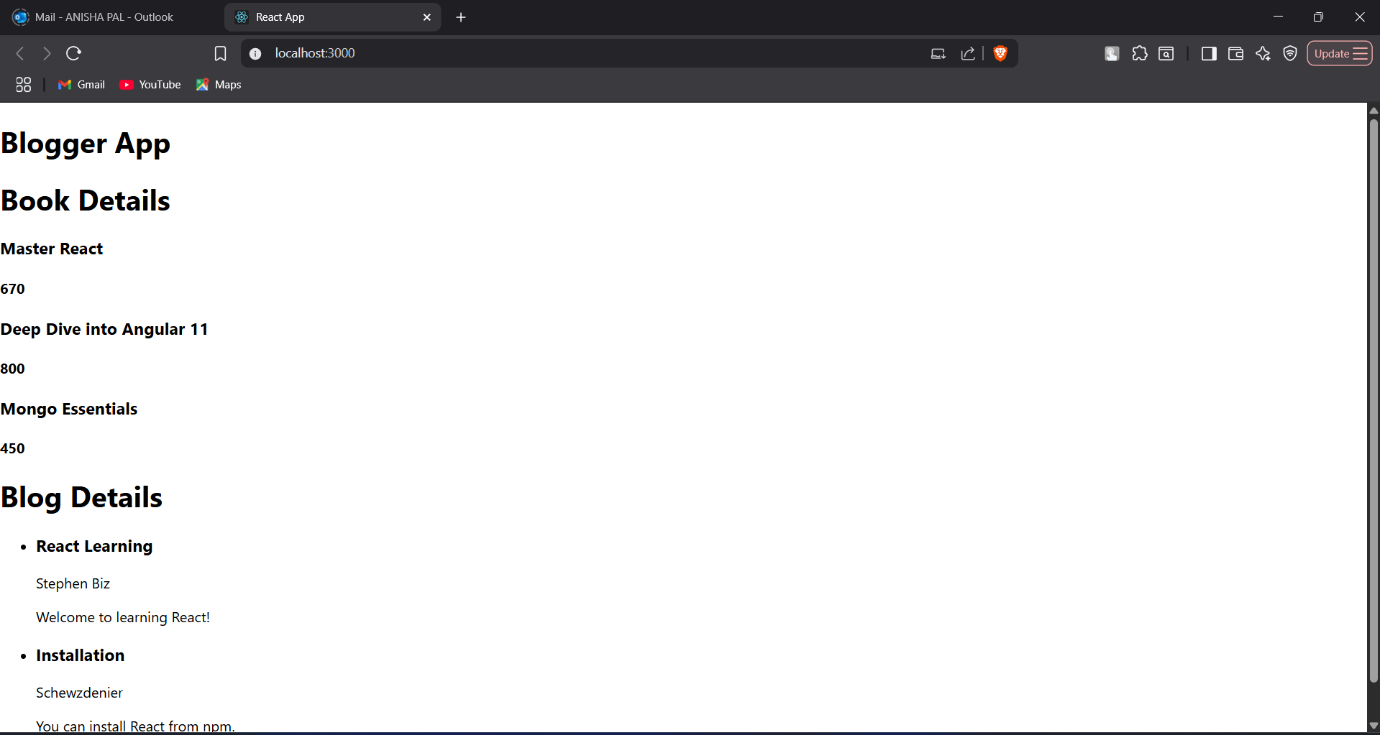 Mail - ANISHA PAL - Outlook
React App
localhost:3000
Update
Gmail
YouTube
Maps
Blogger App
Book Details
Master React
670
Deep Dive into Angular 11
800
Mongo Essentials
450
Blog Details
React Learning
Stephen Biz
Welcome to learning React!
Installation
Schewzdenier
You can install React from npm.